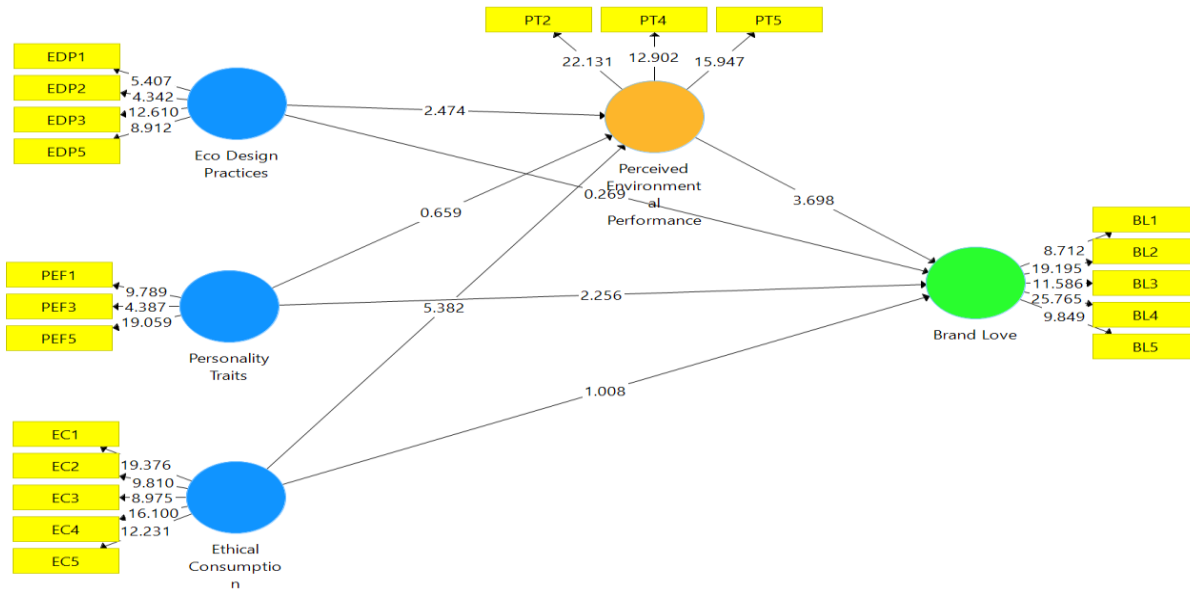 PT2
PT4
PT5
22.131
12.902
15.947
EDP1
EDP2
EDP3
EDP5
5.407
4.342
12.610
8.912
Eco Design
Practices
2.474
Perceived
Environment
al
Performance
0.269
3.698
0.659
PEF1
PEF3
PEF5
9.789
4.387
19.059
Personality
Traits
2.256
5.382
BL1
BL2
BL3
BL4
BL5
8.712
19.195
11.586
25.765
9.849
Brand Love
1.008
EC1
EC2
EC3
EC4
EC5
19.376
9.810
8.975
16.100
12.231
Ethical
Consumptio
n